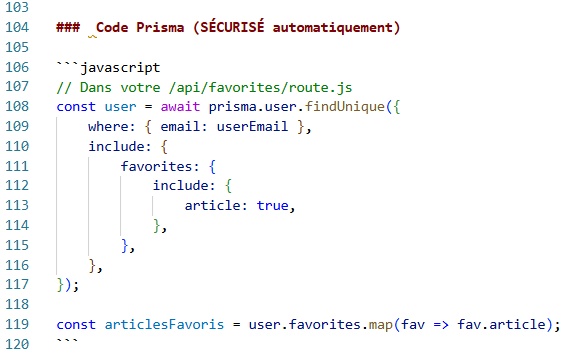 103
104 ###  Code Prisma (SÉCURISÉ automatiquement)
105
106 ```javascript
107 // Dans votre /api/favorites/route.js
108 const user = await prisma.user.findUnique({
109     where: { email: userEmail },
110     include: {
111         favorites: {
112             include: {
113                 article: true,
114             },
115         },
116     },
117 });
118
119 const articlesFavoris = user.favorites.map(fav => fav.article);
120 ```